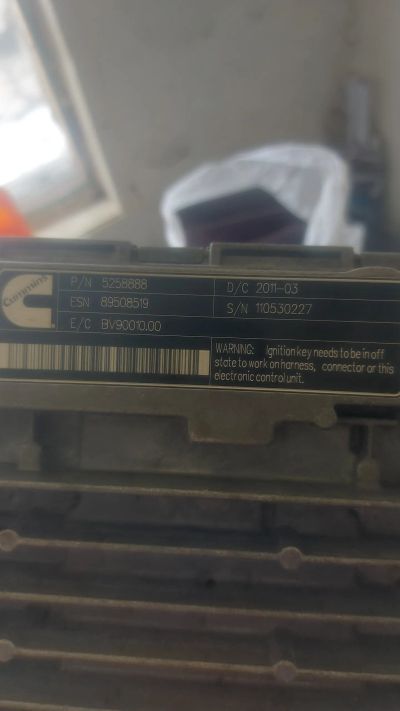 Cummins
P/N 5258888
D/C 2011-03
ESN 89508519
S/N 110530227
E/C BV90010.00
WARNING: Ignition key needs to be in off
state to work on harness, connector or this
electronic control unit.